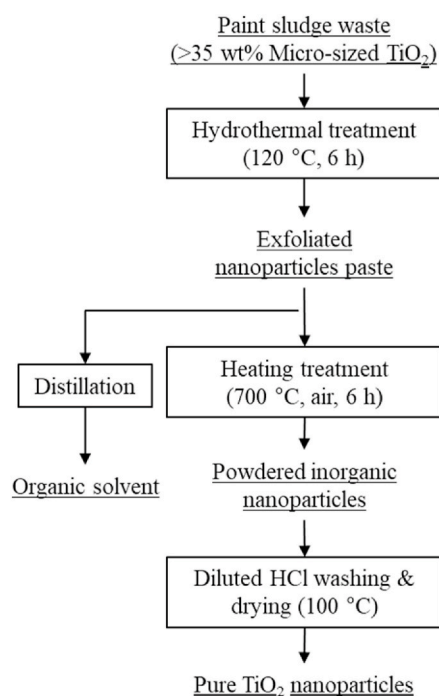 Paint sludge waste
(>35 wt% Micro-sized TiO₂)
Hydrothermal treatment
(120 °C, 6 h)
Exfoliated
nanoparticles paste
Distillation
Organic solvent
Heating treatment
(700 °C, air, 6 h)
Powdered inorganic
nanoparticles
Diluted HCl washing &
drying (100 °C)
Pure TiO₂ nanoparticles